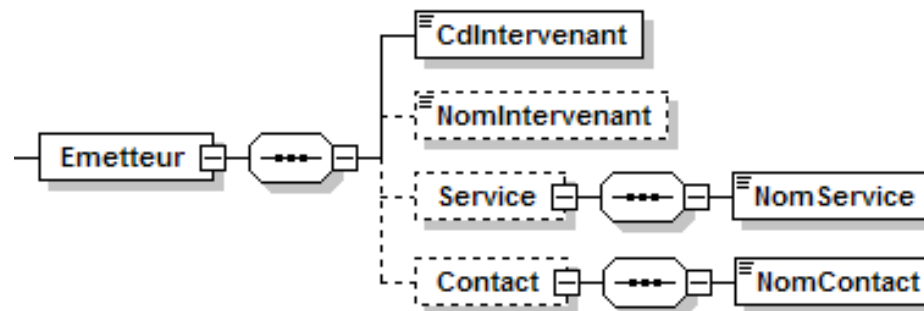 CdIntervenant
NomIntervenant
Emetteur
Service
NomService
Contact
NomContact